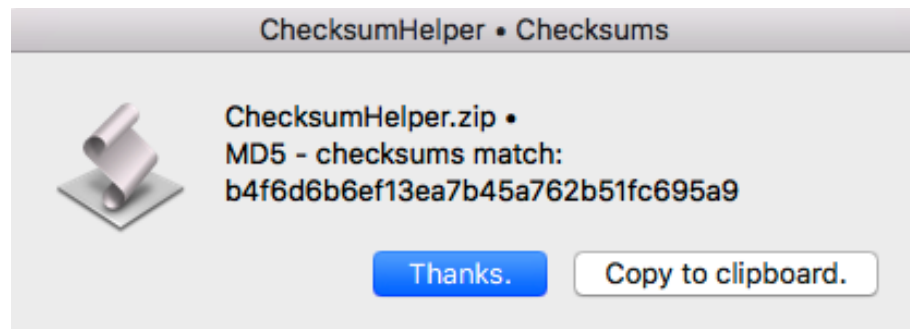 ChecksumHelper • Checksums
ChecksumHelper.zip •
MD5 - checksums match:
b4f6d6b6ef13ea7b45a762b51fc695a9
Thanks.
Copy to clipboard.